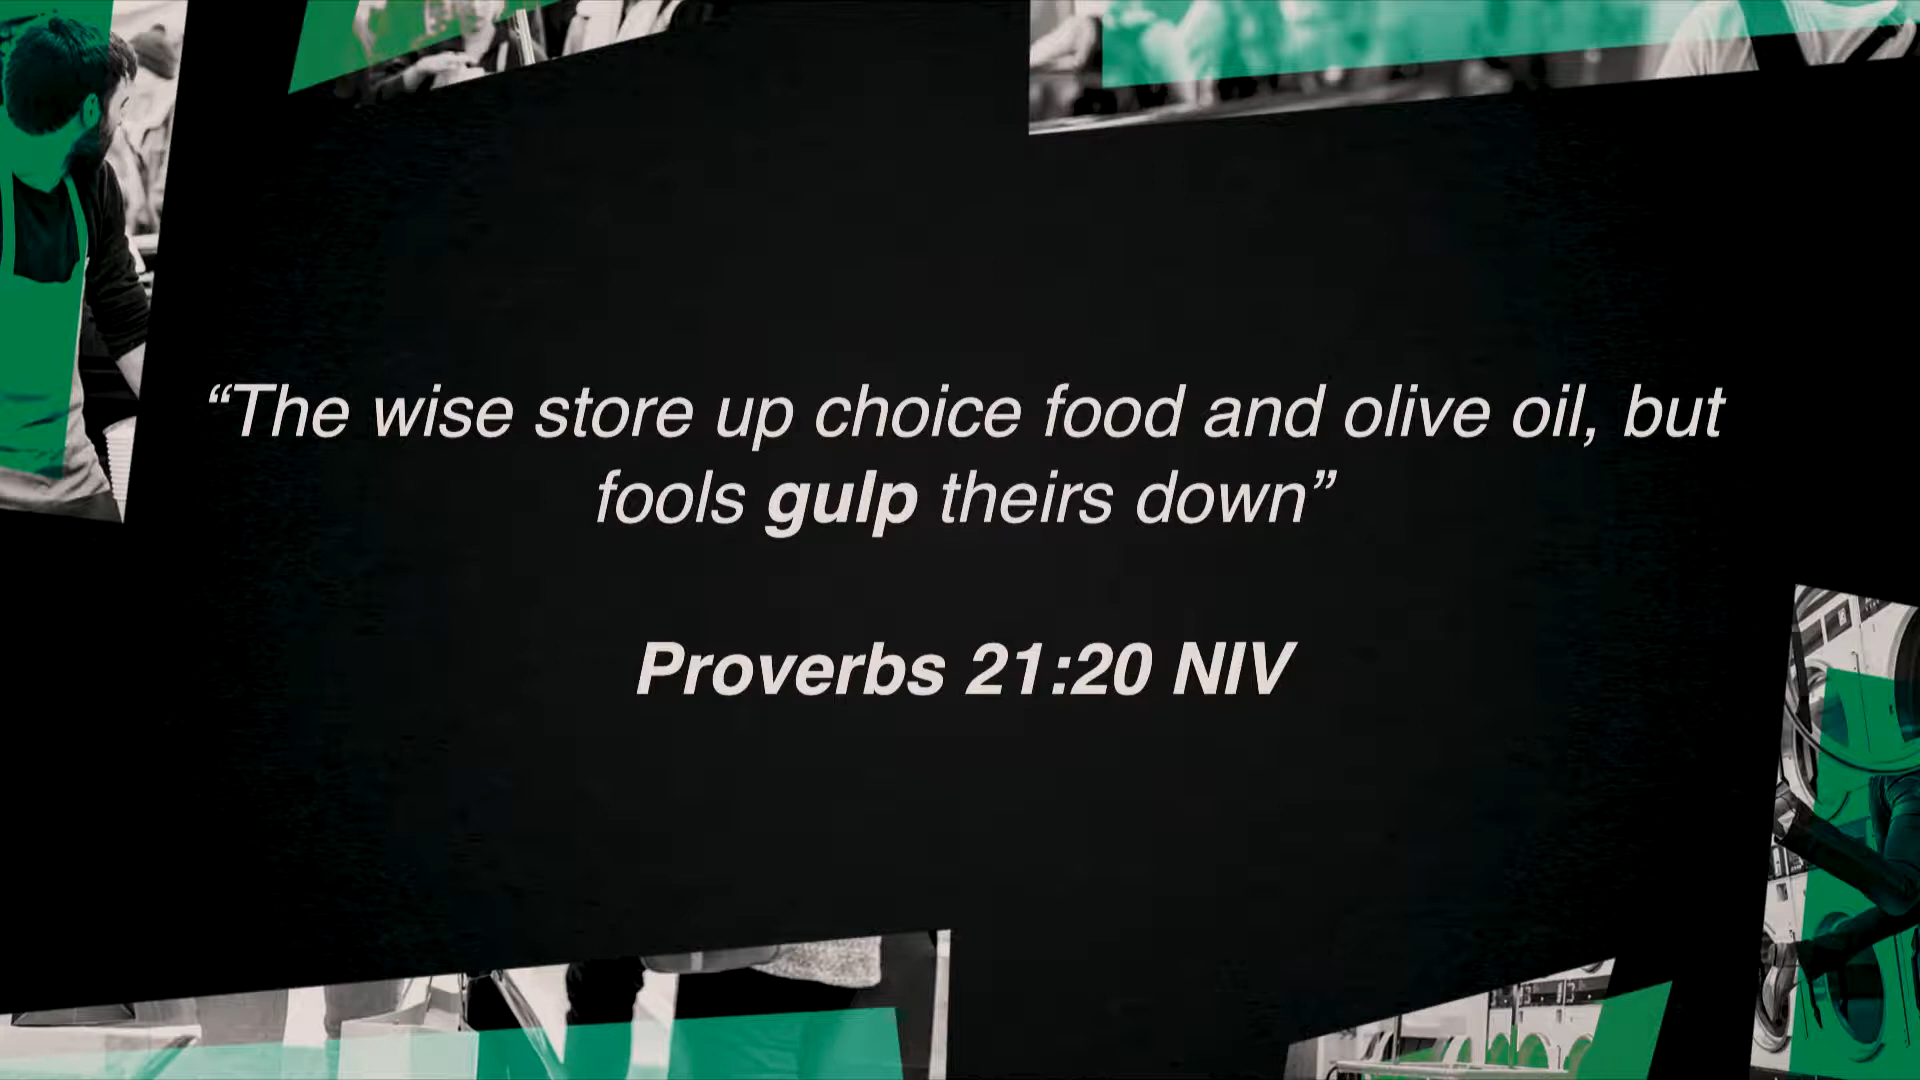 “The wise store up choice food and olive oil, but
fools gulp theirs down”
Proverbs 21:20 NIV